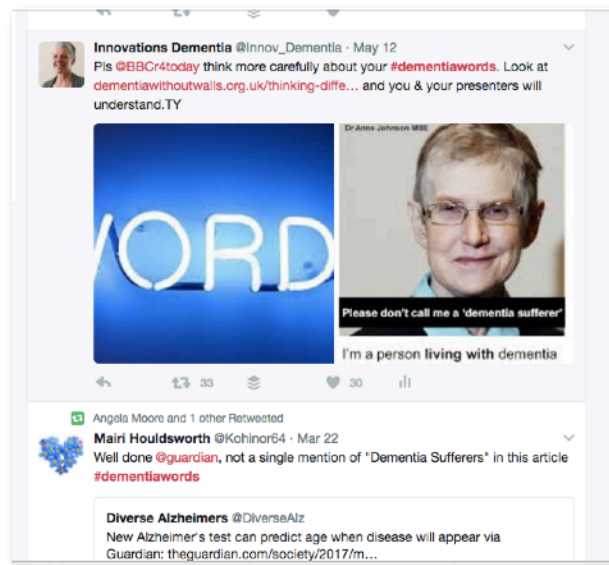 Innovations Dementia @Innov_Dementia · May 12
Pls @BBCr4today think more carefully about your #dementiawords. Look at
dementiawithoutwalls.org.uk/thinking-diffe... and you & your presenters will
understand.TY
Dr Anne Johnson MBE
WORD
Please don't call me a 'dementia sufferer'
I'm a person living with dementia
33
30
Angela Moore and 1 other Retweeted
Mairi Houldsworth @Kohinor64 · Mar 22
Well done @guardian, not a single mention of "Dementia Sufferers" in this article
#dementiawords
Diverse Alzheimers @DiverseAlz
New Alzheimer's test can predict age when disease will appear via
Guardian: theguardian.com/society/2017/m...